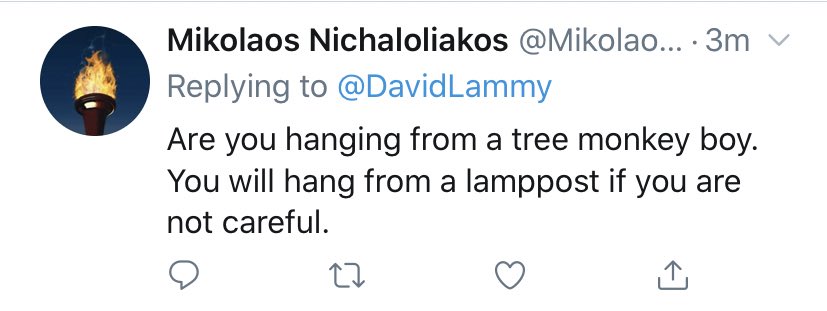 Mikolaos Nichaloliakos @Mikolao... · 3m
Replying to @DavidLammy
Are you hanging from a tree monkey boy.
You will hang from a lamppost if you are
not careful.